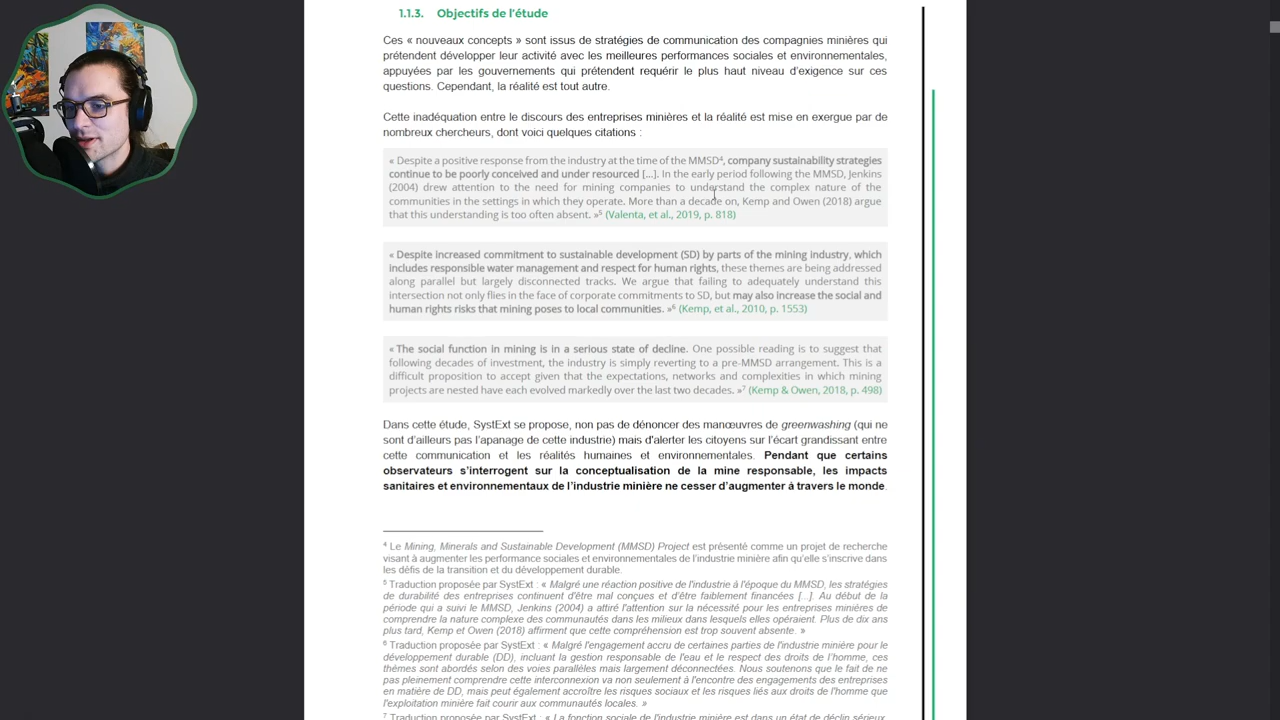 1.1.3. Objectifs de l'étude
Ces « nouveaux concepts » sont issus de stratégies de communication des compagnies minières qui
prétendent développer leur activité avec les meilleures performances sociales et environnementales,
appuyées par les gouvernements qui prétendent requérir le plus haut niveau d'exigence sur ces
questions. Cependant, la réalité est tout autre.
Cette inadéquation entre le discours des entreprises minières et la réalité est mise en exergue par de
nombreux chercheurs, dont voici quelques citations :
« Despite a positive response from the industry at the time of the MMSD⁴, company sustainability strategies
continue to be poorly conceived and under resourced [...]. In the early period following the MMSD, Jenkins
(2004) drew attention to the need for mining companies to understand the complex nature of the
communities in the settings in which they operate. More than a decade on, Kemp and Owen (2018) argue
that this understanding is too often absent. »⁵ (Valenta, et al., 2019, p. 818)
« Despite increased commitment to sustainable development (SD) by parts of the mining industry, which
includes responsible water management and respect for human rights, these themes are being addressed
along parallel but largely disconnected tracks. We argue that failing to adequately understand this
intersection not only flies in the face of corporate commitments to SD, but may also increase the social and
human rights risks that mining poses to local communities. »⁶ (Kemp, et al., 2010, p. 1553)
« The social function in mining is in a serious state of decline. One possible reading is to suggest that
following decades of investment, the industry is simply reverting to a pre-MMSD arrangement. This is a
difficult proposition to accept given that the expectations, networks and complexities in which mining
projects are nested have each evolved markedly over the last two decades. »⁷ (Kemp & Owen, 2018, p. 498)
Dans cette étude, SystExt se propose, non pas de dénoncer des manœuvres de greenwashing (qui ne
sont d'ailleurs pas l'apanage de cette industrie) mais d'alerter les citoyens sur l'écart grandissant entre
cette communication et les réalités humaines et environnementales. Pendant que certains
observateurs s'interrogent sur la conceptualisation de la mine responsable, les impacts
sanitaires et environnementaux de l'industrie minière ne cesser d'augmenter à travers le monde.
⁴ Le Mining, Minerals and Sustainable Development (MMSD) Project est présenté comme un projet de recherche
visant à augmenter les performance sociales et environnementales de l'industrie minière afin qu'elle s'inscrive dans
les défis de la transition et du développement durable.
⁵ Traduction proposée par SystExt : « Malgré une réaction positive de l'industrie à l'époque du MMSD, les stratégies
de durabilité des entreprises continuent d'être mal conçues et d'être faiblement financées [...]. Au début de la
période qui a suivi le MMSD, Jenkins (2004) a attiré l'attention sur la nécessité pour les entreprises minières de
comprendre la nature complexe des communautés dans les milieux dans lesquels elles opéraient. Plus de dix ans
plus tard, Kemp et Owen (2018) affirment que cette compréhension est trop souvent absente. »
⁶ Traduction proposée par SystExt : « Malgré l'engagement accru de certaines parties de l'industrie minière pour le
développement durable (DD), incluant la gestion responsable de l'eau et le respect des droits de l'homme, ces
thèmes sont abordés selon des voies parallèles mais largement déconnectées. Nous soutenons que le fait de ne
pas pleinement comprendre cette interconnexion va non seulement à l'encontre des engagements des entreprises
en matière de DD, mais peut également accroître les risques sociaux et les risques liés aux droits de l'homme que
l'exploitation minière fait courir aux communautés locales. »
⁷ Traduction proposée par SystExt : « La fonction sociale de l'industrie minière est dans un état de déclin sérieux.